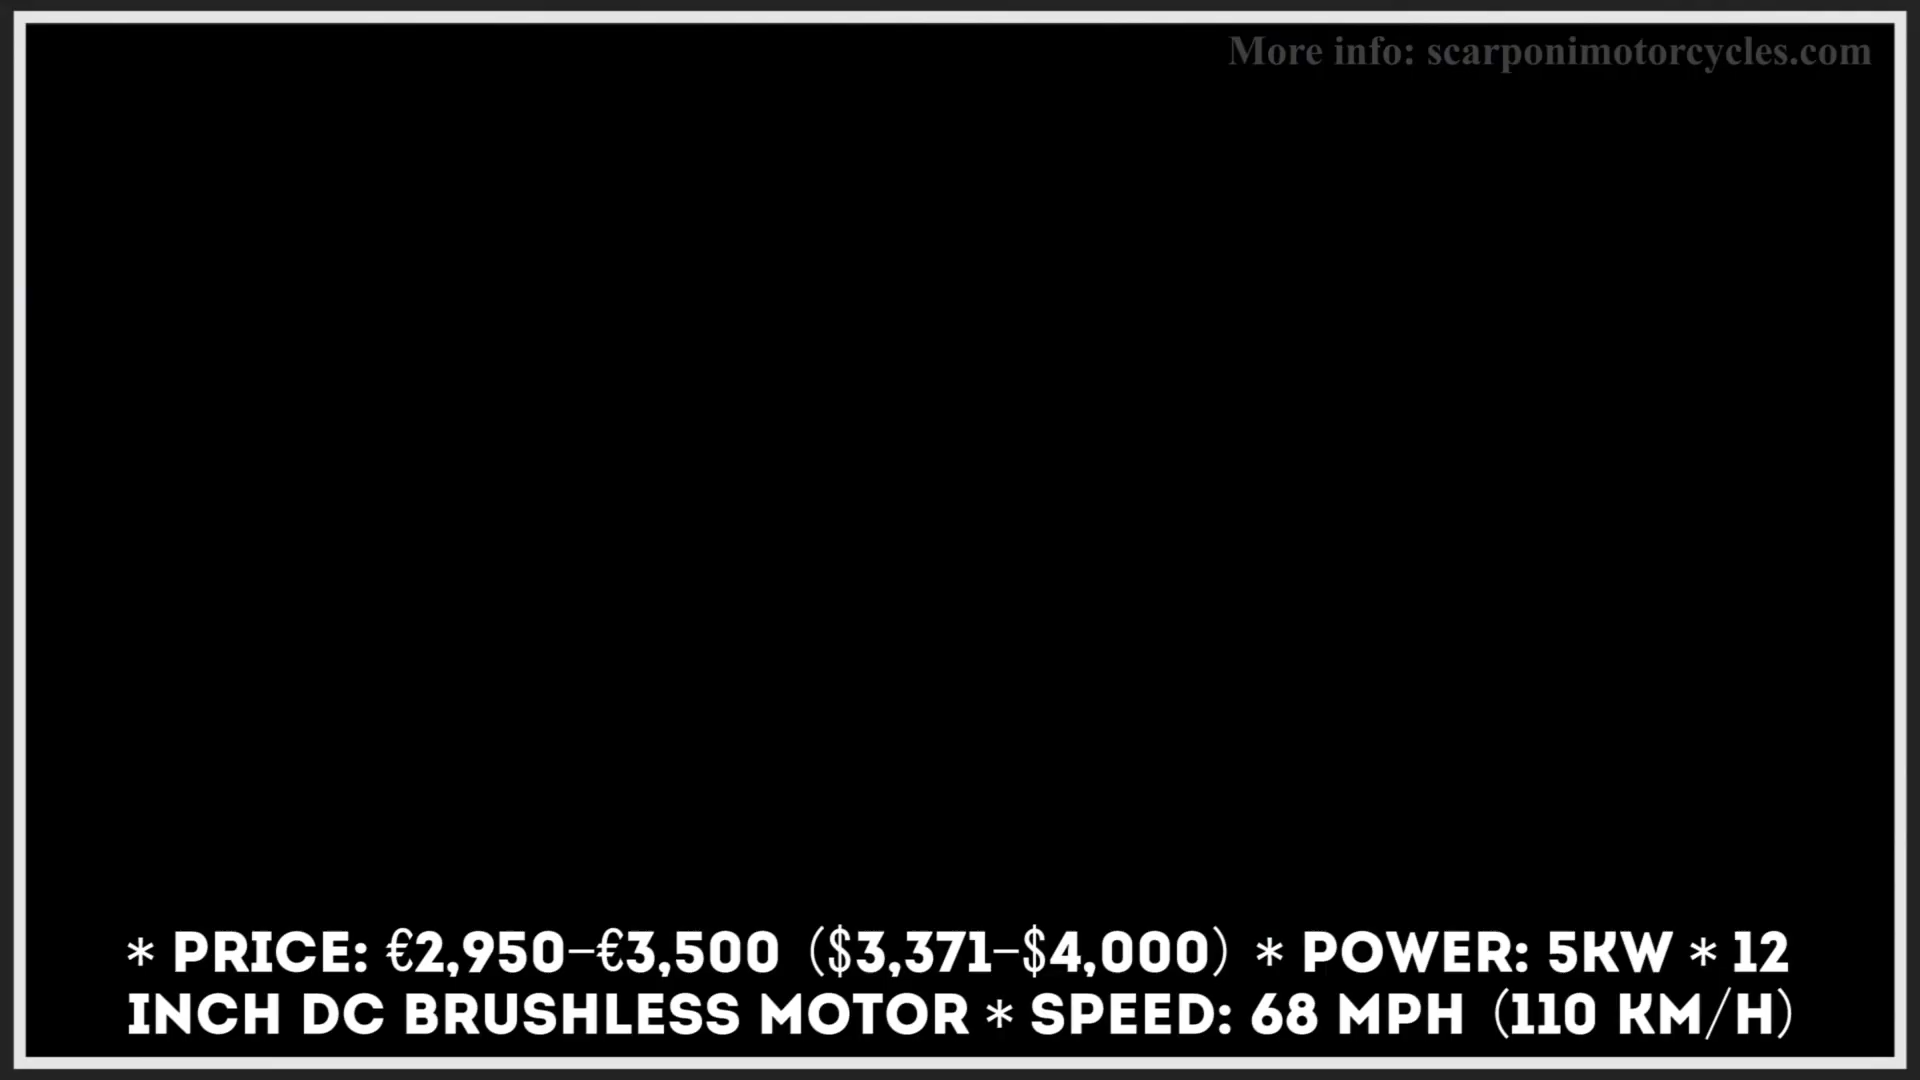 More info: scarponimotorcycles.com
* PRICE: €2,950–€3,500 ($3,371–$4,000) * POWER: 5KW * 12
INCH DC BRUSHLESS MOTOR * SPEED: 68 MPH (110 KM/H)